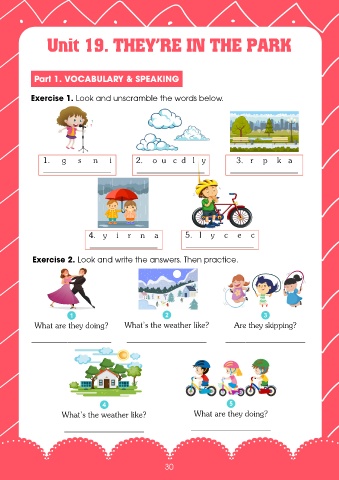 Unit 19. THEY'RE IN THE PARK
Part 1. VOCABULARY & SPEAKING
Exercise 1. Look and unscramble the words below.
1. g s n i
2. o u c d l y
3. r p k a
4. y i r n a
5. l y c e c
Exercise 2. Look and write the answers. Then practice.
1
What are they doing?
2
What's the weather like?
3
Are they skipping?
4
What's the weather like?
5
What are they doing?
30